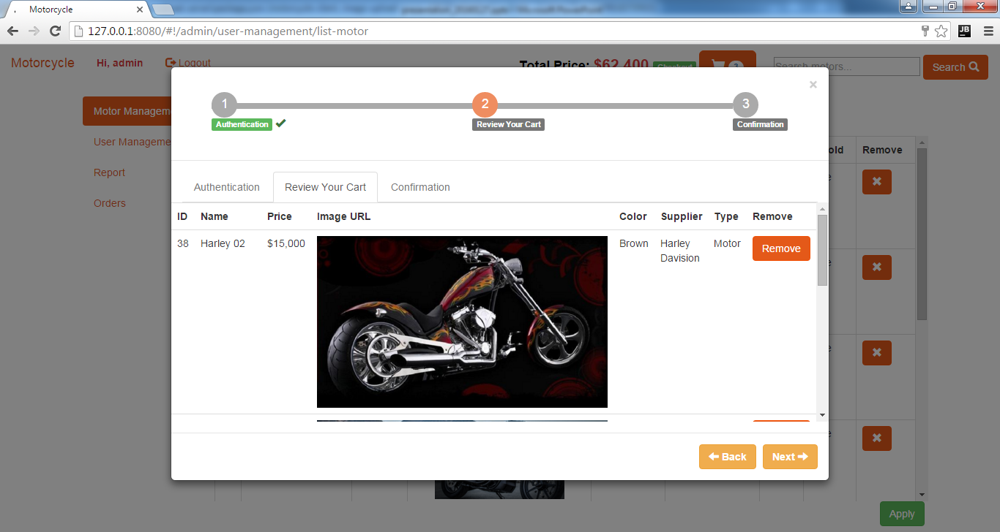 Motorcycle
127.0.0.1:8080/#!/admin/user-management/list-motor
JB
Motorcycle Hi, admin Logout Total Price: $62,400 Checkout 3 Search motors... Search
1 2 3
Authentication Review Your Cart Confirmation
Motor Managem
User Manageme
Report
Orders
old Remove
Authentication Review Your Cart Confirmation
ID Name Price Image URL Color Supplier Type Remove
38 Harley 02 $15,000 Brown Harley Motor Remove
Davision
Back Next
Apply